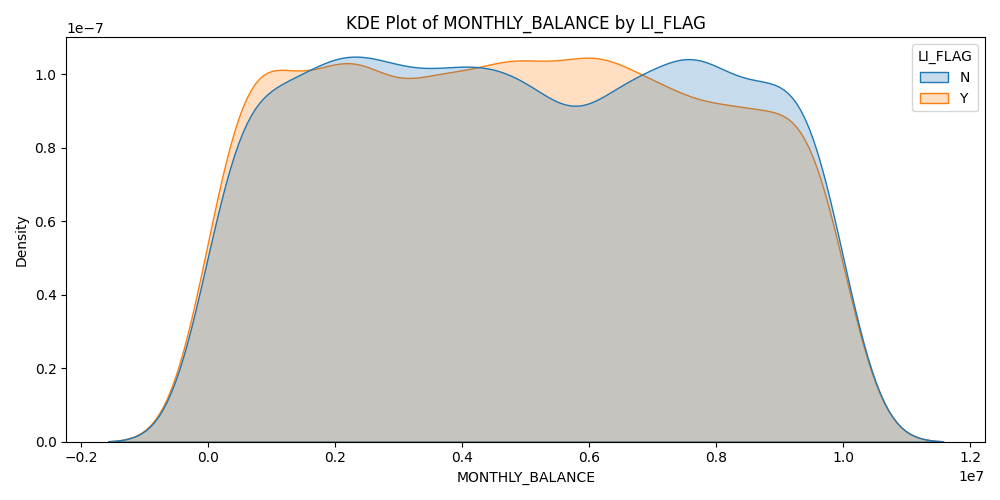 KDE Plot of MONTHLY_BALANCE by LI_FLAG
1e−7
LI_FLAG
N
Y
1.0
0.8
0.6
0.4
0.2
0.0
Density
−0.2 0.0 0.2 0.4 0.6 0.8 1.0 1.2
1e7
MONTHLY_BALANCE